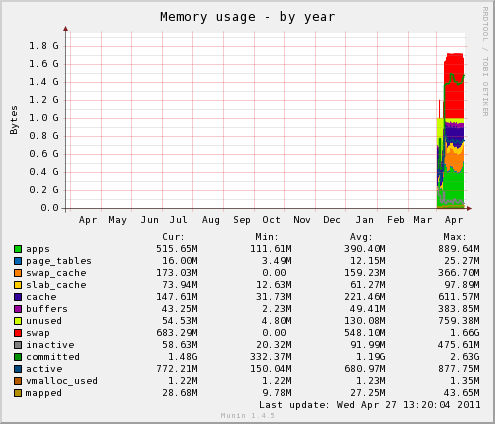 Memory usage - by year
RRDTOOL / TOBI OETIKER
Bytes
1.8 G
1.6 G
1.4 G
1.2 G
1.0 G
0.8 G
0.6 G
0.4 G
0.2 G
0.0
Apr May Jun Jul Aug Sep Oct Nov Dec Jan Feb Mar Apr
Cur: Min: Avg: Max:
apps 515.65M 111.61M 390.40M 889.64M
page_tables 16.00M 3.49M 12.15M 25.27M
swap_cache 173.03M 0.00 159.23M 366.70M
slab_cache 73.94M 12.63M 61.27M 97.89M
cache 147.61M 31.73M 221.46M 611.57M
buffers 43.25M 2.23M 49.41M 383.85M
unused 54.53M 4.80M 130.08M 759.38M
swap 683.29M 0.00 548.10M 1.66G
inactive 58.63M 20.32M 91.99M 475.61M
committed 1.48G 332.37M 1.19G 2.63G
active 772.21M 150.04M 680.97M 877.75M
vmalloc_used 1.22M 1.22M 1.23M 1.35M
mapped 28.68M 9.78M 27.25M 43.65M
Last update: Wed Apr 27 13:20:04 2011
Munin 1.4.5